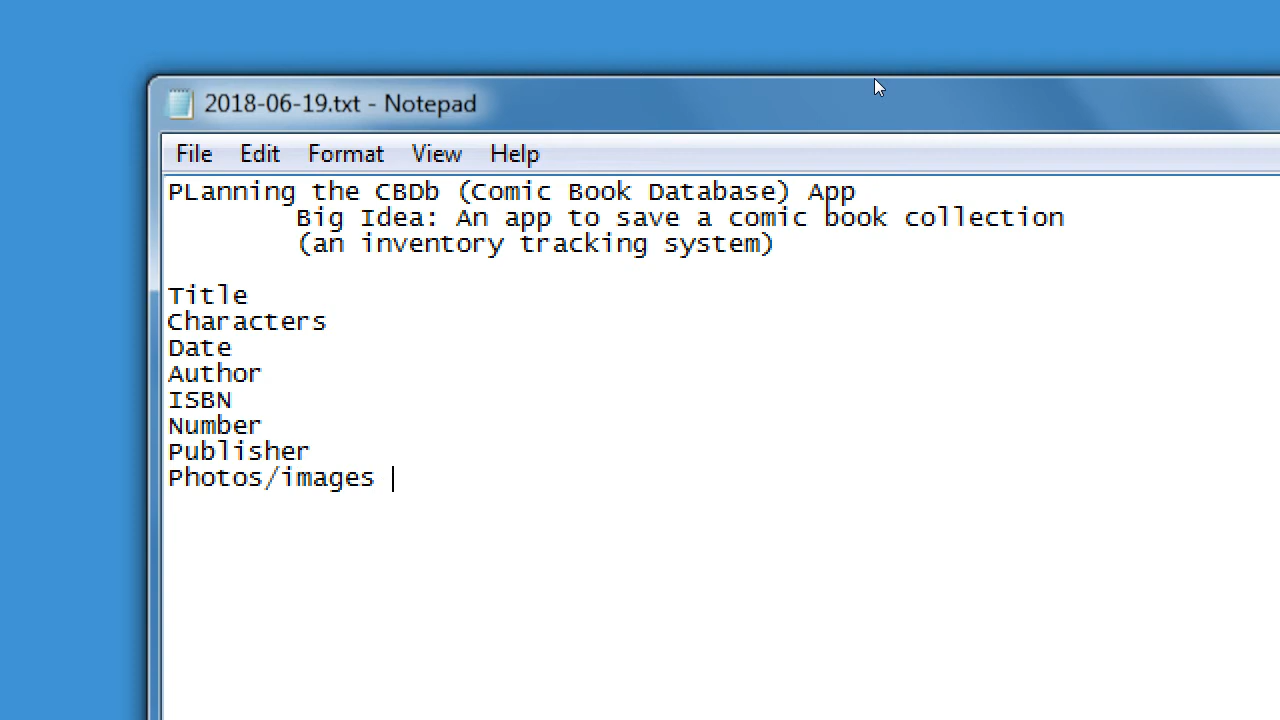 2018-06-19.txt - Notepad
File Edit Format View Help
PLanning the CBDb (Comic Book Database) App
Big Idea: An app to save a comic book collection
(an inventory tracking system)
Title
Characters
Date
Author
ISBN
Number
Publisher
Photos/images